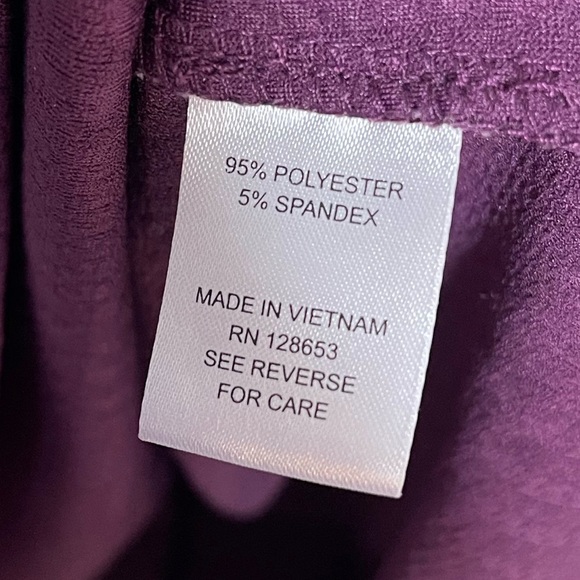 95% POLYESTER
5% SPANDEX
MADE IN VIETNAM
RN 128653
SEE REVERSE
FOR CARE